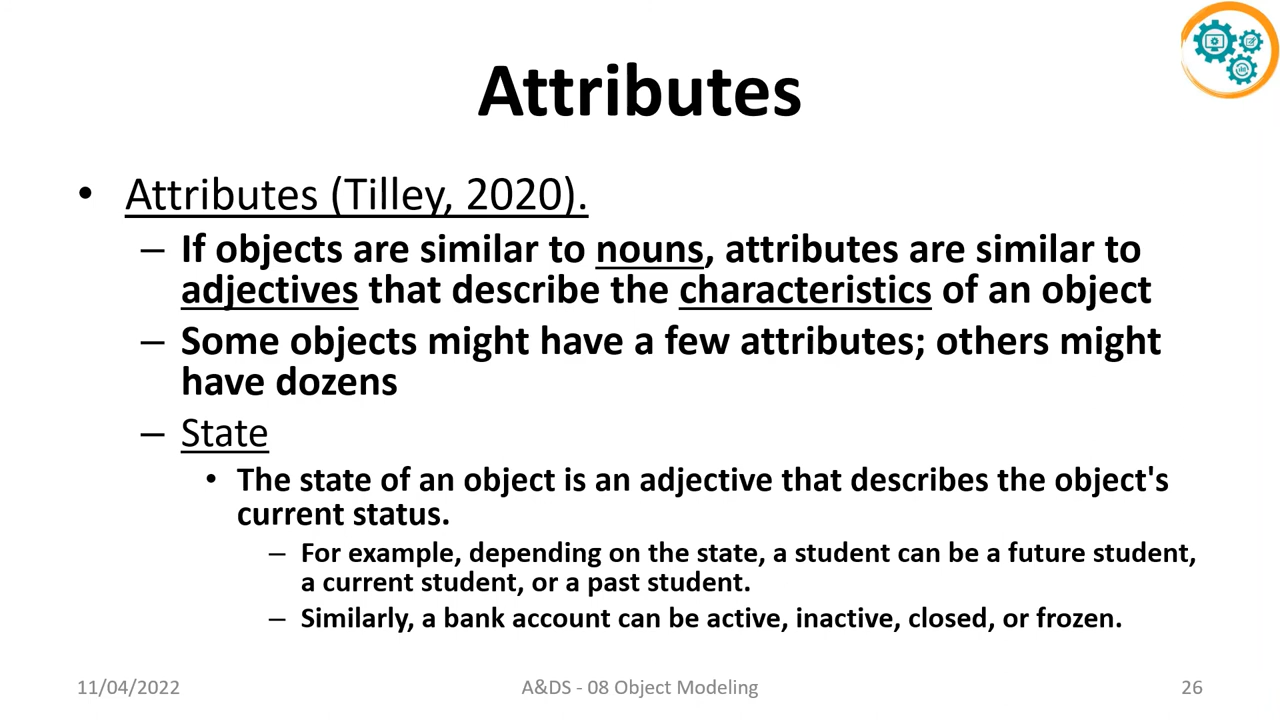 Attributes
• Attributes (Tilley, 2020).
– If objects are similar to nouns, attributes are similar to
adjectives that describe the characteristics of an object
– Some objects might have a few attributes; others might
have dozens
– State
• The state of an object is an adjective that describes the object's
current status.
– For example, depending on the state, a student can be a future student,
a current student, or a past student.
– Similarly, a bank account can be active, inactive, closed, or frozen.
11/04/2022
A&DS - 08 Object Modeling
26